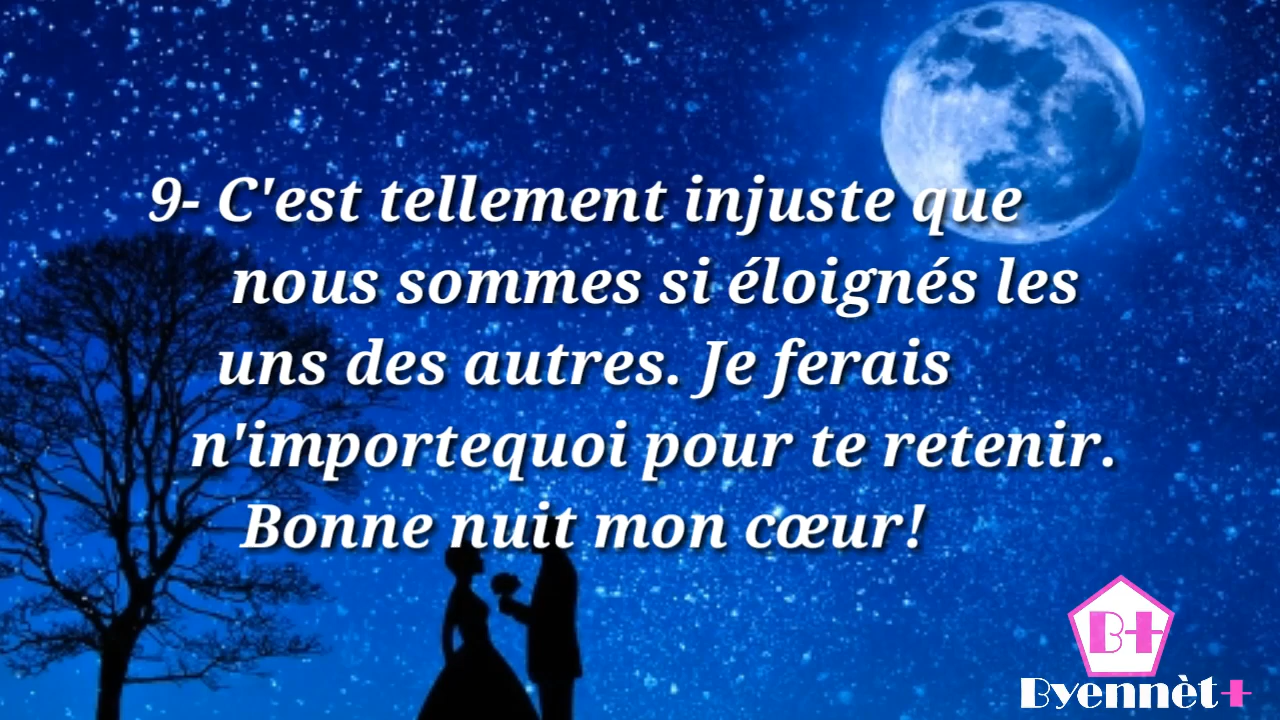 9- C'est tellement injuste que
nous sommes si éloignés les
uns des autres. Je ferais
n'importequoi pour te retenir.
Bonne nuit mon cœur!
B+
Byennèt+